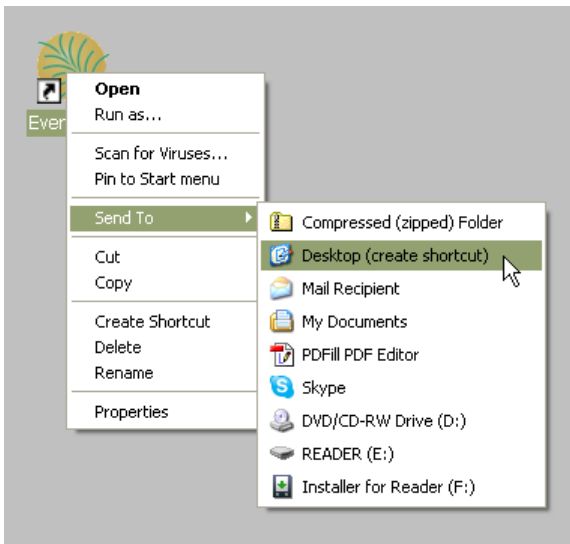 Ever
Open
Run as...
Scan for Viruses...
Pin to Start menu
Send To
Cut
Copy
Create Shortcut
Delete
Rename
Properties
Compressed (zipped) Folder
Desktop (create shortcut)
Mail Recipient
My Documents
PDFill PDF Editor
Skype
DVD/CD-RW Drive (D:)
READER (E:)
Installer for Reader (F:)